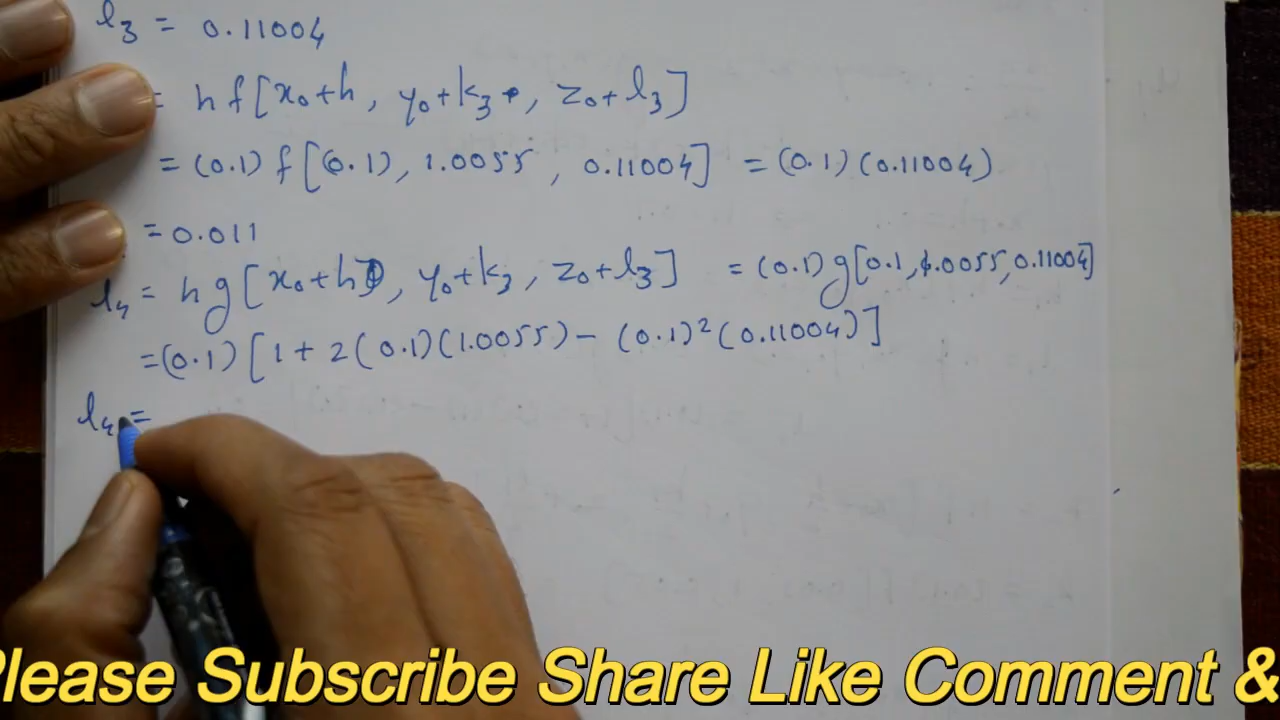 l₃ = 0.11004
= h f [x₀+h, y₀+k₃, z₀+l₃]
= (0.1) f [(0.1), 1.0055, 0.11004] = (0.1)(0.11004)
= 0.011
l₄ = h g [x₀+h, y₀+k₃, z₀+l₃] = (0.1) g[0.1, 1.0055, 0.11004]
= (0.1) [1 + 2(0.1)(1.0055) − (0.1)²(0.11004)]
l₄ =
Please Subscribe Share Like Comment &